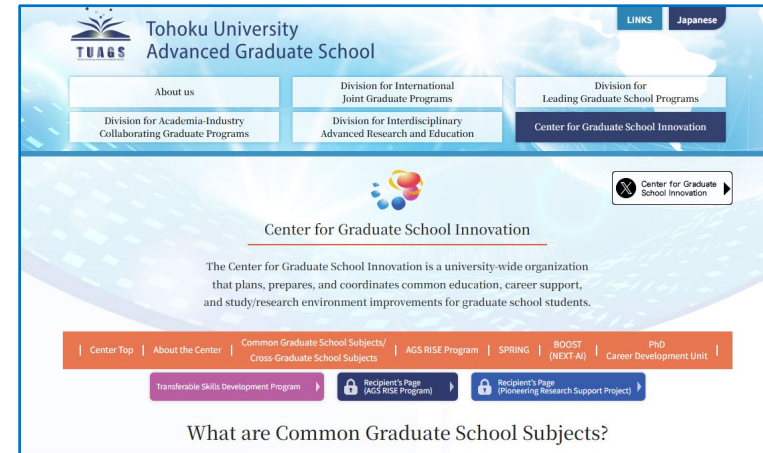 TUAGS
Tohoku University
Advanced Graduate School
LINKS
Japanese
About us
Division for International
Joint Graduate Programs
Division for
Leading Graduate School Programs
Division for Academia-Industry
Collaborating Graduate Programs
Division for Interdisciplinary
Advanced Research and Education
Center for Graduate School Innovation
Center for Graduate
School Innovation
Center for Graduate School Innovation
The Center for Graduate School Innovation is a university-wide organization
that plans, prepares, and coordinates common education, career support,
and study/research environment improvements for graduate school students.
Center Top
About the Center
Common Graduate School Subjects/
Cross-Graduate School Subjects
AGS RISE Program
SPRING
BOOST
(NEXT-AI)
PhD
Career Development Unit
Transferable Skills Development Program
Recipient's Page
(AGS RISE Program)
Recipient's Page
(Pioneering Research Support Project)
What are Common Graduate School Subjects?